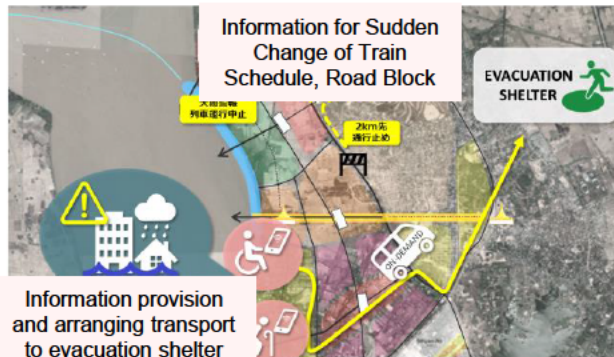 Information for Sudden
Change of Train
Schedule, Road Block
EVACUATION
SHELTER
列車運行中止
2km先
通行止め
ON-DEMAND
Information provision
and arranging transport
to evacuation shelter